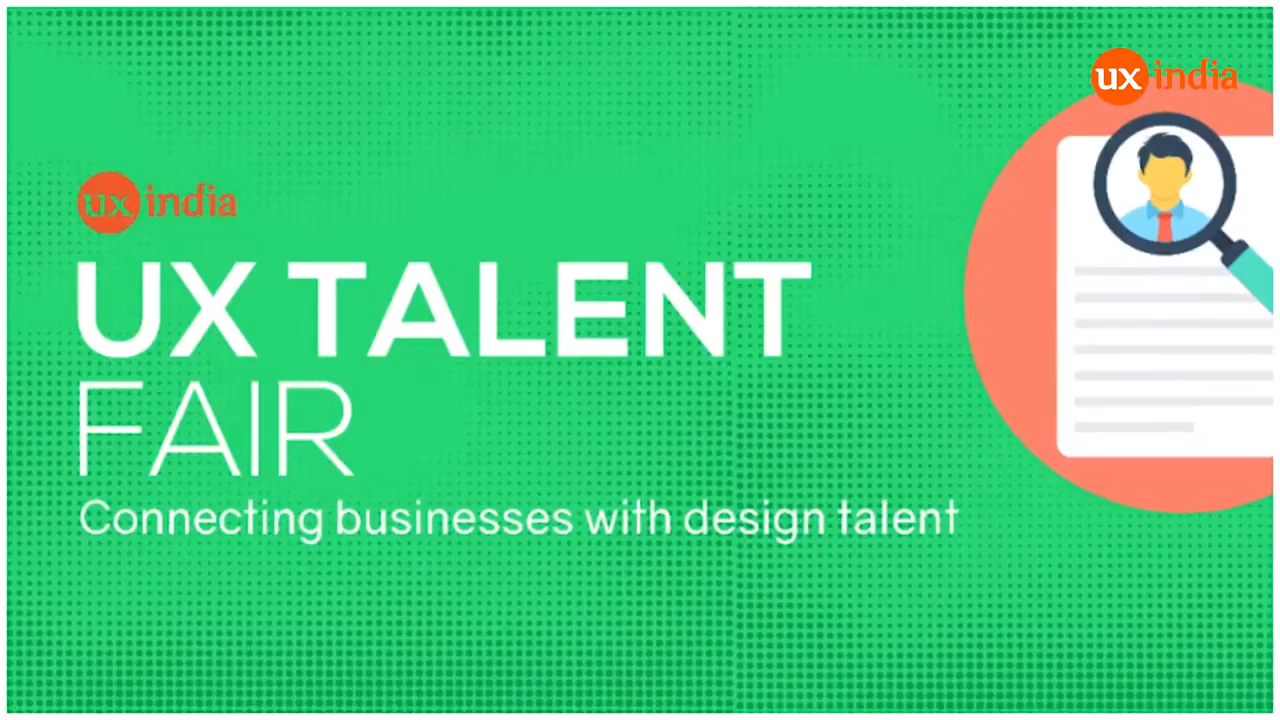 ux india
ux india
UX TALENT
FAIR
Connecting businesses with design talent